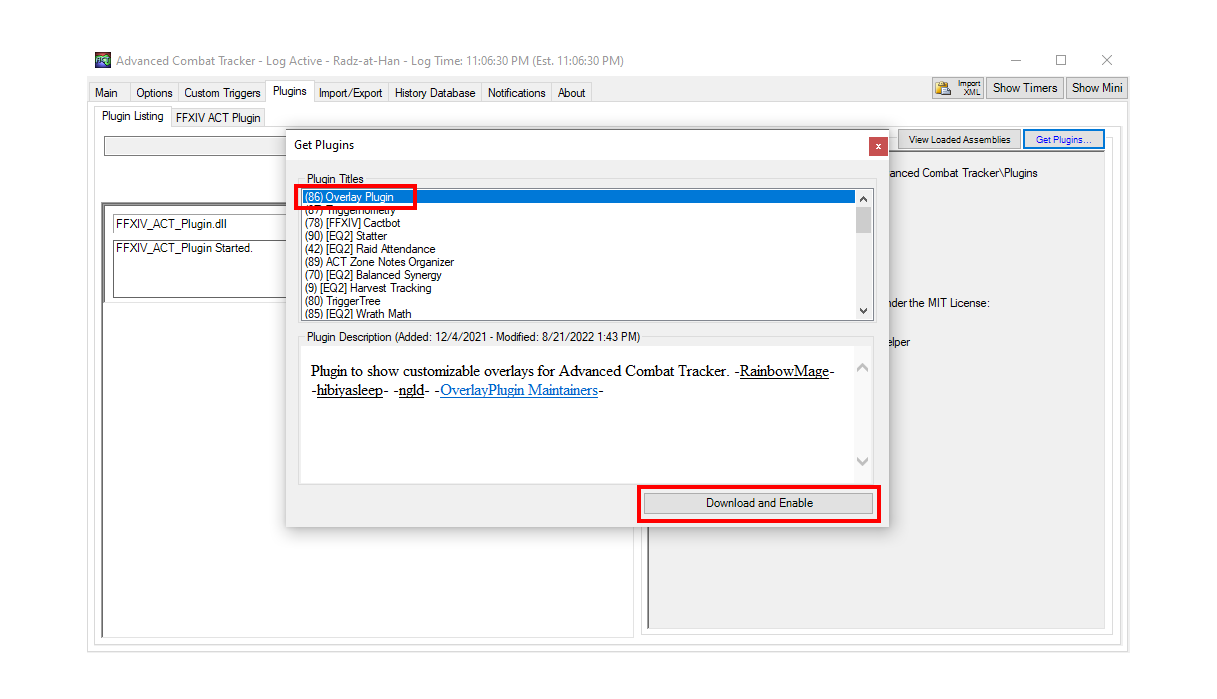 Advanced Combat Tracker - Log Active - Radz-at-Han - Log Time: 11:06:30 PM (Est. 11:06:30 PM)
Main Options Custom Triggers Plugins Import/Export History Database Notifications About
Import XML Show Timers Show Mini
Plugin Listing FFXIV ACT Plugin
View Loaded Assemblies Get Plugins...
Get Plugins
x
anced Combat Tracker\Plugins
Plugin Titles
(86) Overlay Plugin
(87) Triggernometry
(78) [FFXIV] Cactbot
(90) [EQ2] Statter
(42) [EQ2] Raid Attendance
(89) ACT Zone Notes Organizer
(70) [EQ2] Balanced Synergy
(9) [EQ2] Harvest Tracking
(80) TriggerTree
(85) [EQ2] Wrath Math
FFXIV_ACT_Plugin.dll
FFXIV_ACT_Plugin Started.
nder the MIT License:
elper
Plugin Description (Added: 12/4/2021 - Modified: 8/21/2022 1:43 PM)
Plugin to show customizable overlays for Advanced Combat Tracker. -RainbowMage-
-hibiyasleep- -ngld- -OverlayPlugin Maintainers-
Download and Enable